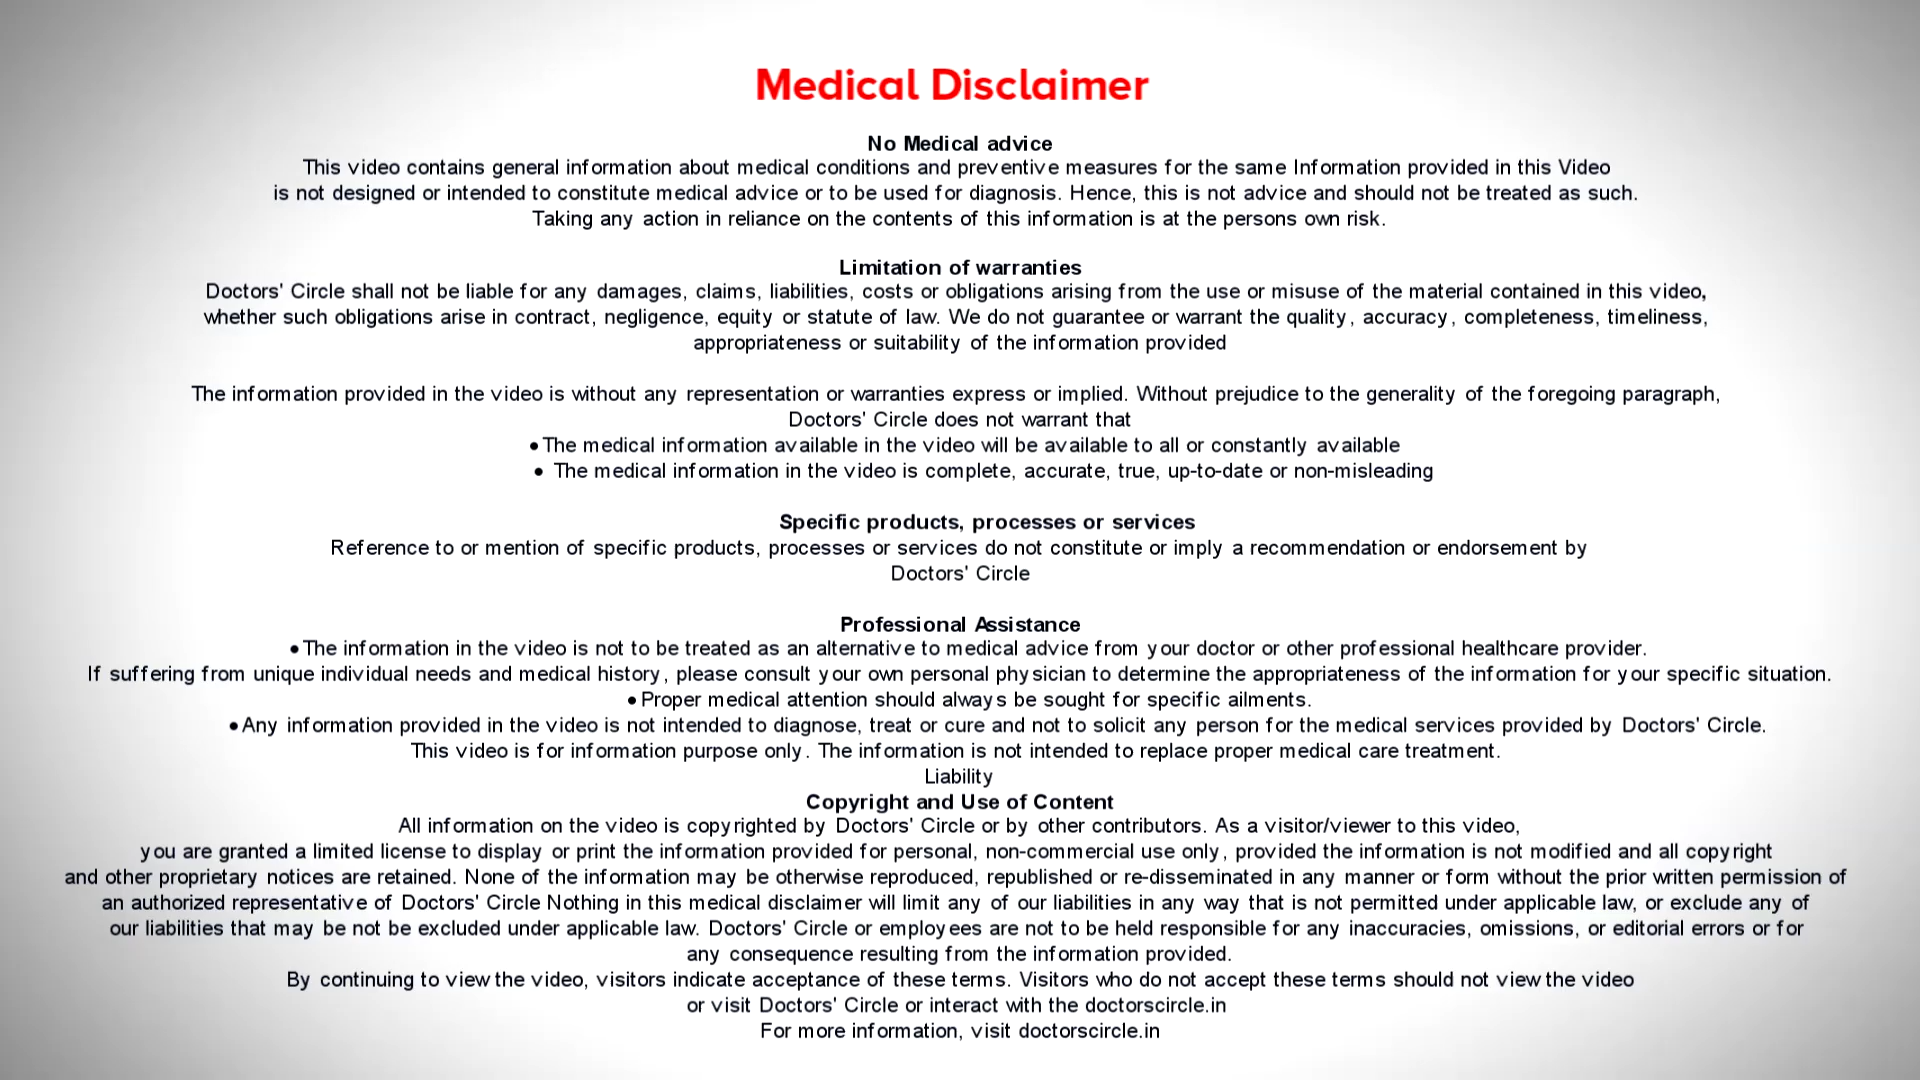 Medical Disclaimer
No Medical advice
This video contains general information about medical conditions and preventive measures for the same Information provided in this Video
is not designed or intended to constitute medical advice or to be used for diagnosis. Hence, this is not advice and should not be treated as such.
Taking any action in reliance on the contents of this information is at the persons own risk.
Limitation of warranties
Doctors' Circle shall not be liable for any damages, claims, liabilities, costs or obligations arising from the use or misuse of the material contained in this video,
whether such obligations arise in contract, negligence, equity or statute of law. We do not guarantee or warrant the quality, accuracy, completeness, timeliness,
appropriateness or suitability of the information provided
The information provided in the video is without any representation or warranties express or implied. Without prejudice to the generality of the foregoing paragraph,
Doctors' Circle does not warrant that
• The medical information available in the video will be available to all or constantly available
• The medical information in the video is complete, accurate, true, up-to-date or non-misleading
Specific products, processes or services
Reference to or mention of specific products, processes or services do not constitute or imply a recommendation or endorsement by
Doctors' Circle
Professional Assistance
• The information in the video is not to be treated as an alternative to medical advice from your doctor or other professional healthcare provider.
If suffering from unique individual needs and medical history, please consult your own personal physician to determine the appropriateness of the information for your specific situation.
• Proper medical attention should always be sought for specific ailments.
• Any information provided in the video is not intended to diagnose, treat or cure and not to solicit any person for the medical services provided by Doctors' Circle.
This video is for information purpose only. The information is not intended to replace proper medical care treatment.
Liability
Copyright and Use of Content
All information on the video is copyrighted by Doctors' Circle or by other contributors. As a visitor/viewer to this video,
you are granted a limited license to display or print the information provided for personal, non-commercial use only, provided the information is not modified and all copyright
and other proprietary notices are retained. None of the information may be otherwise reproduced, republished or re-disseminated in any manner or form without the prior written permission of
an authorized representative of Doctors' Circle Nothing in this medical disclaimer will limit any of our liabilities in any way that is not permitted under applicable law, or exclude any of
our liabilities that may be not be excluded under applicable law. Doctors' Circle or employees are not to be held responsible for any inaccuracies, omissions, or editorial errors or for
any consequence resulting from the information provided.
By continuing to view the video, visitors indicate acceptance of these terms. Visitors who do not accept these terms should not view the video
or visit Doctors' Circle or interact with the doctorscircle.in
For more information, visit doctorscircle.in